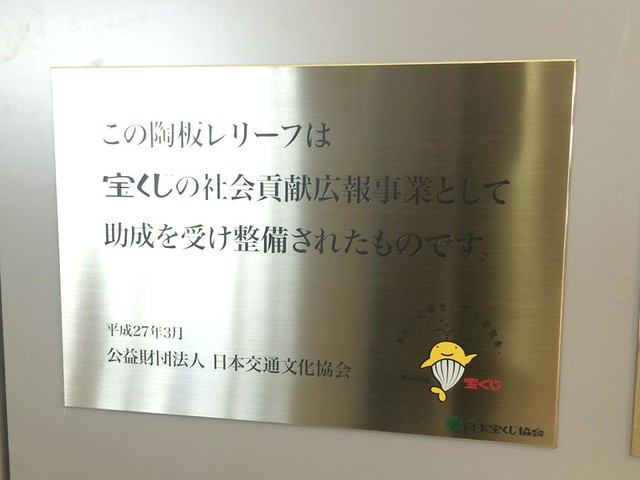 この陶板レリーフは
宝くじの社会貢献広報事業として
助成を受け整備されたものです。
平成27年3月
公益財団法人 日本交通文化協会
宝くじ
日本宝くじ協会